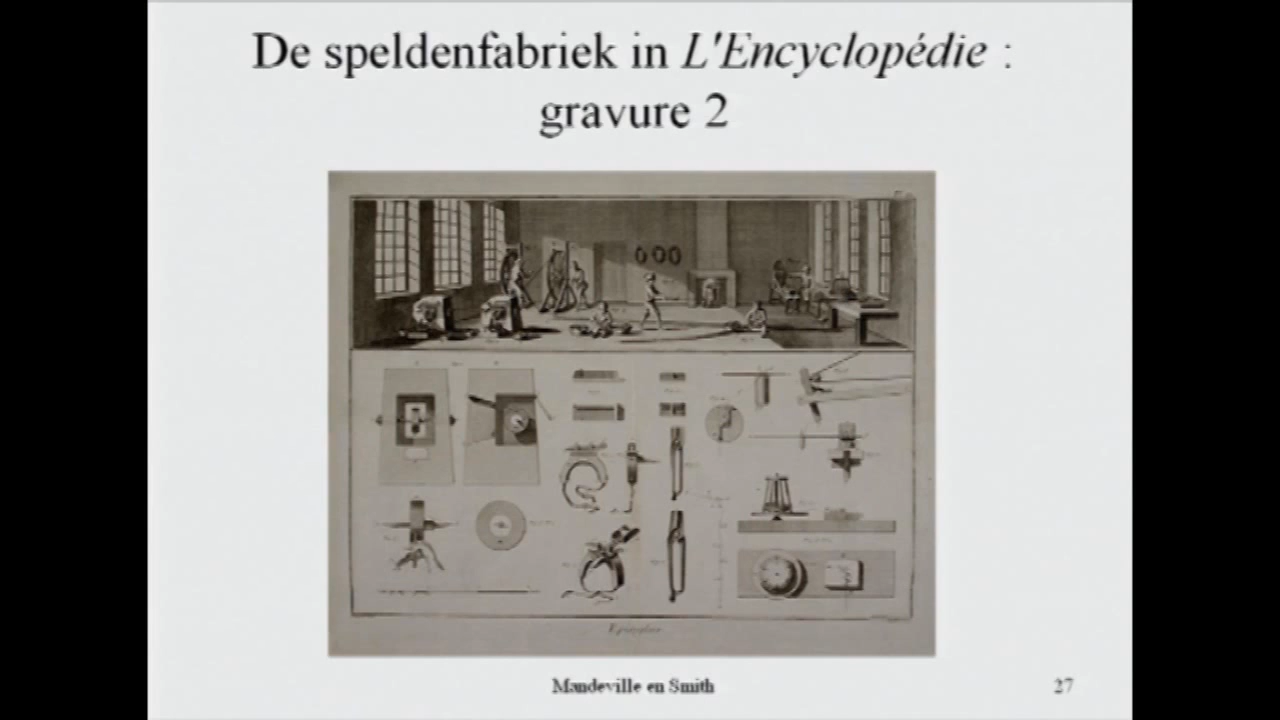 De speldenfabriek in L'Encyclopédie :
gravure 2
Mandeville en Smith
27